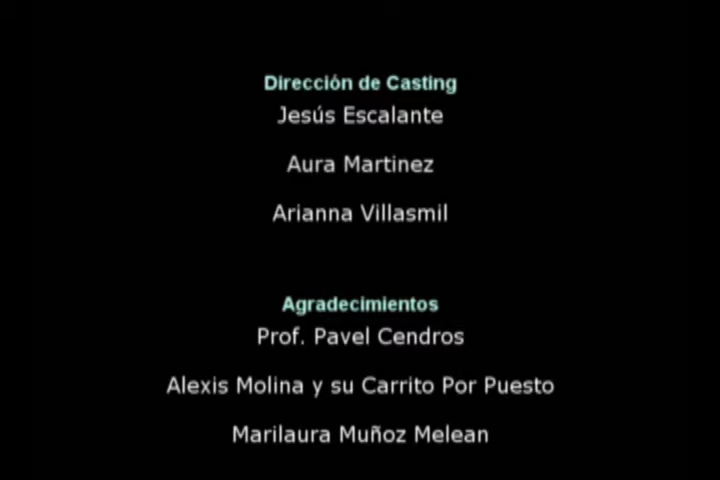 Dirección de Casting
Jesús Escalante
Aura Martinez
Arianna Villasmil
Agradecimientos
Prof. Pavel Cendros
Alexis Molina y su Carrito Por Puesto
Marilaura Muñoz Melean